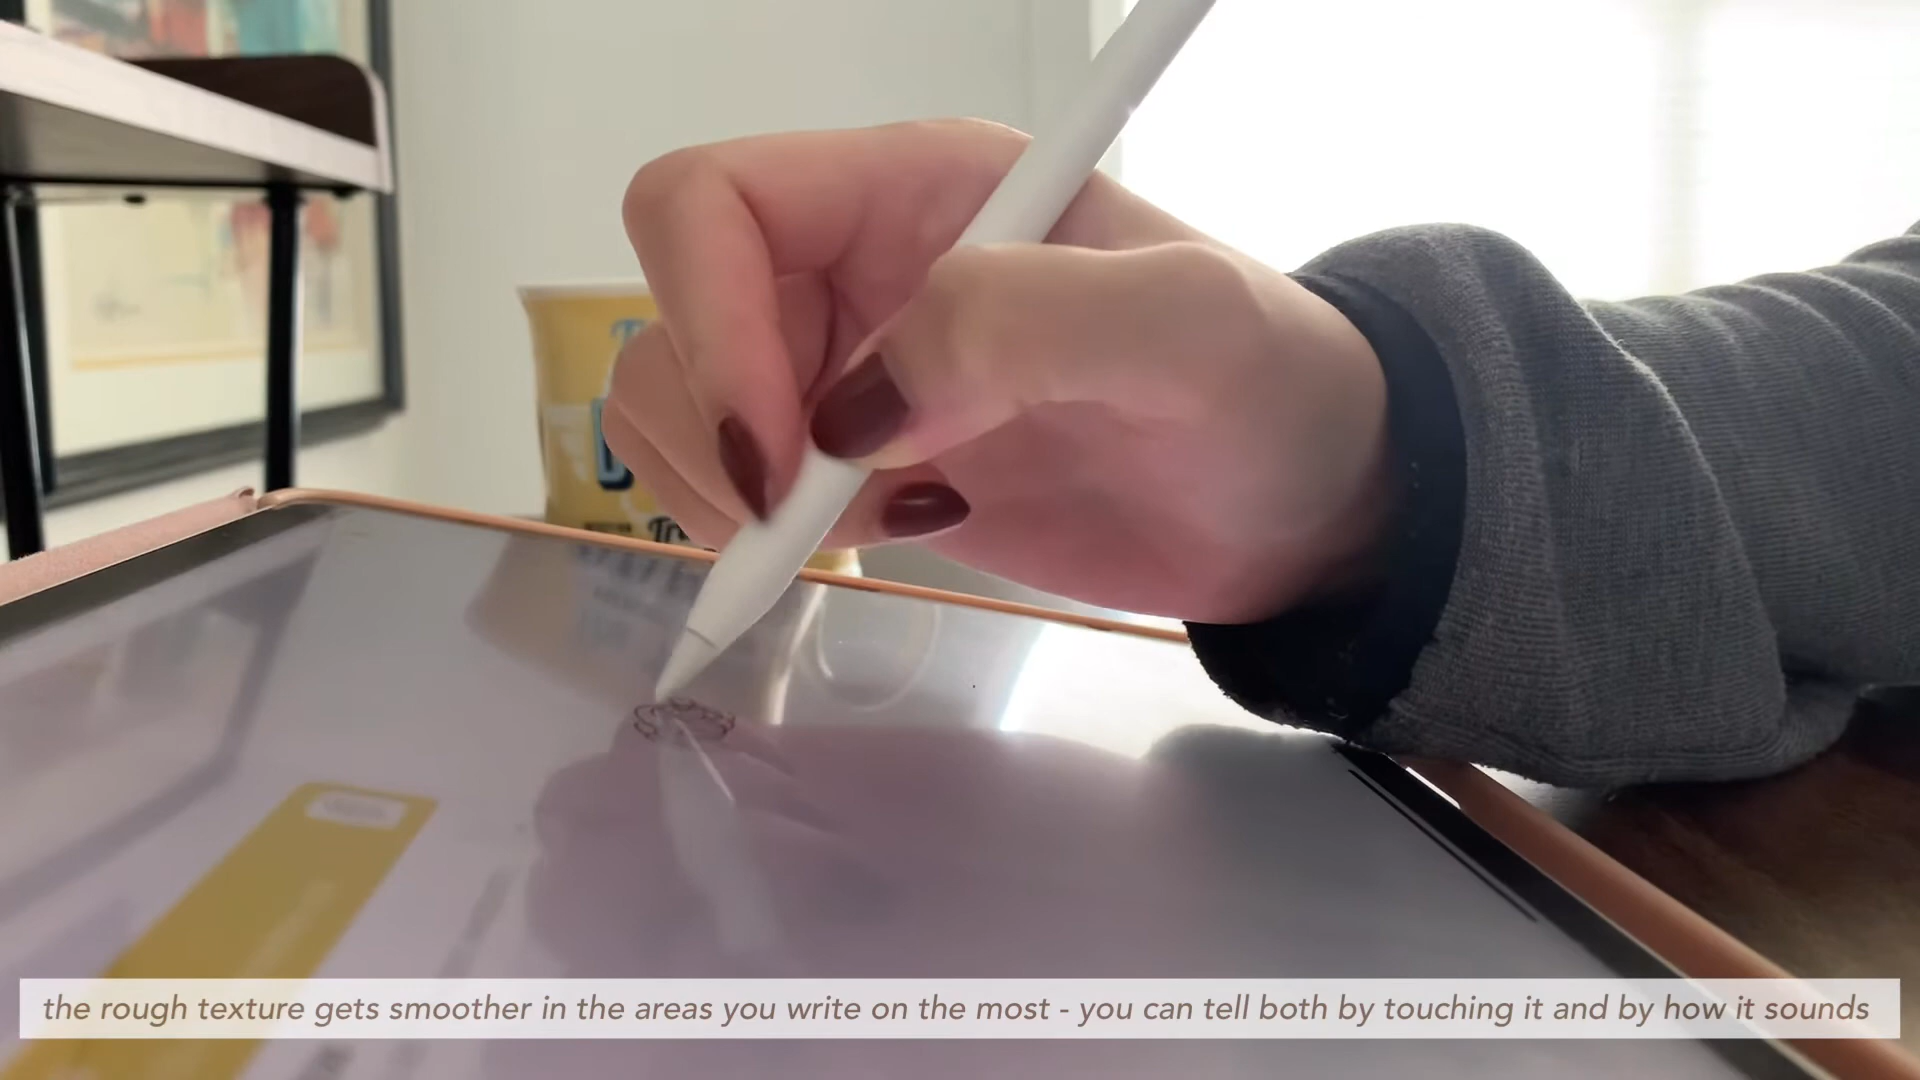 the rough texture gets smoother in the areas you write on the most - you can tell both by touching it and by how it sounds